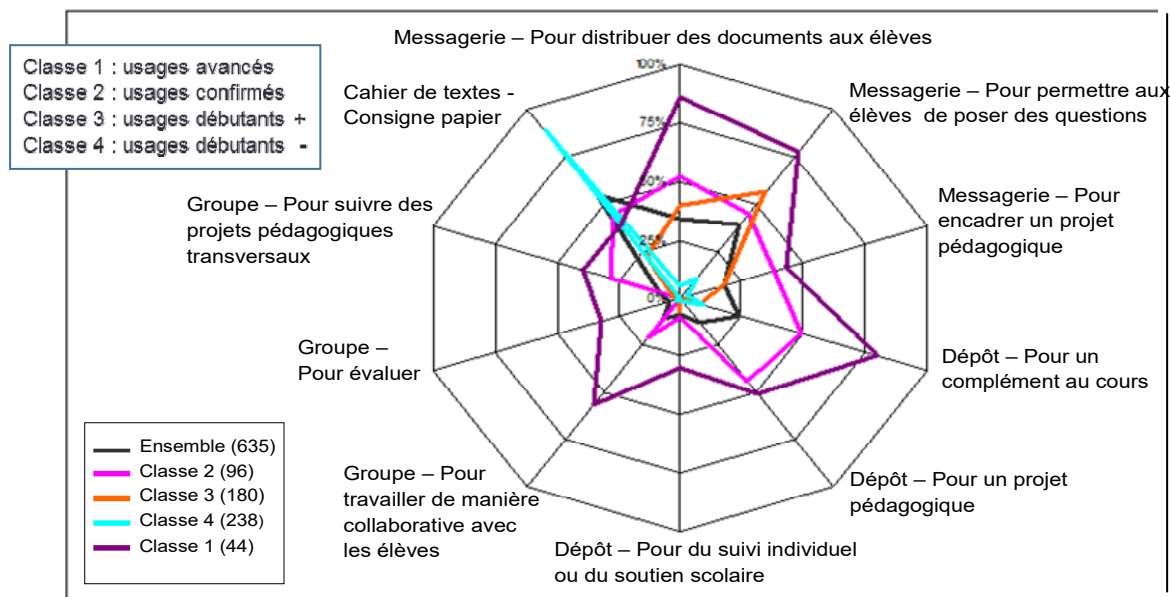 Messagerie – Pour distribuer des documents aux élèves
Classe 1 : usages avancés
Classe 2 : usages confirmés
Classe 3 : usages débutants +
Classe 4 : usages débutants -
Cahier de textes -
Consigne papier
Messagerie – Pour permettre aux
élèves de poser des questions
Groupe – Pour suivre des
projets pédagogiques
transversaux
Messagerie – Pour
encadrer un projet
pédagogique
100%
75%
50%
25%
0%
Groupe –
Pour évaluer
Dépôt – Pour un
complément au cours
Groupe – Pour
travailler de manière
collaborative avec
les élèves
Dépôt – Pour un projet
pédagogique
Dépôt – Pour du suivi individuel
ou du soutien scolaire
Ensemble (635)
Classe 2 (96)
Classe 3 (180)
Classe 4 (238)
Classe 1 (44)